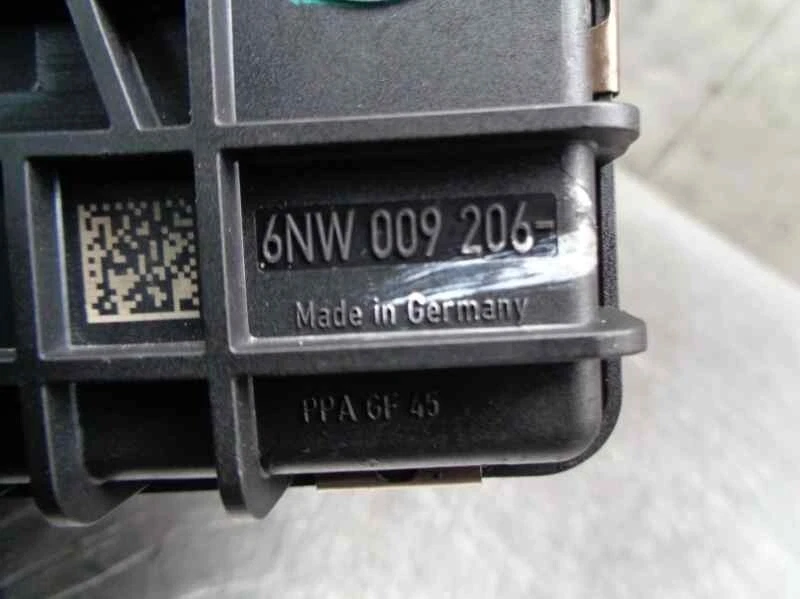 6NW 009 206-
Made in Germany
PPA GF 45